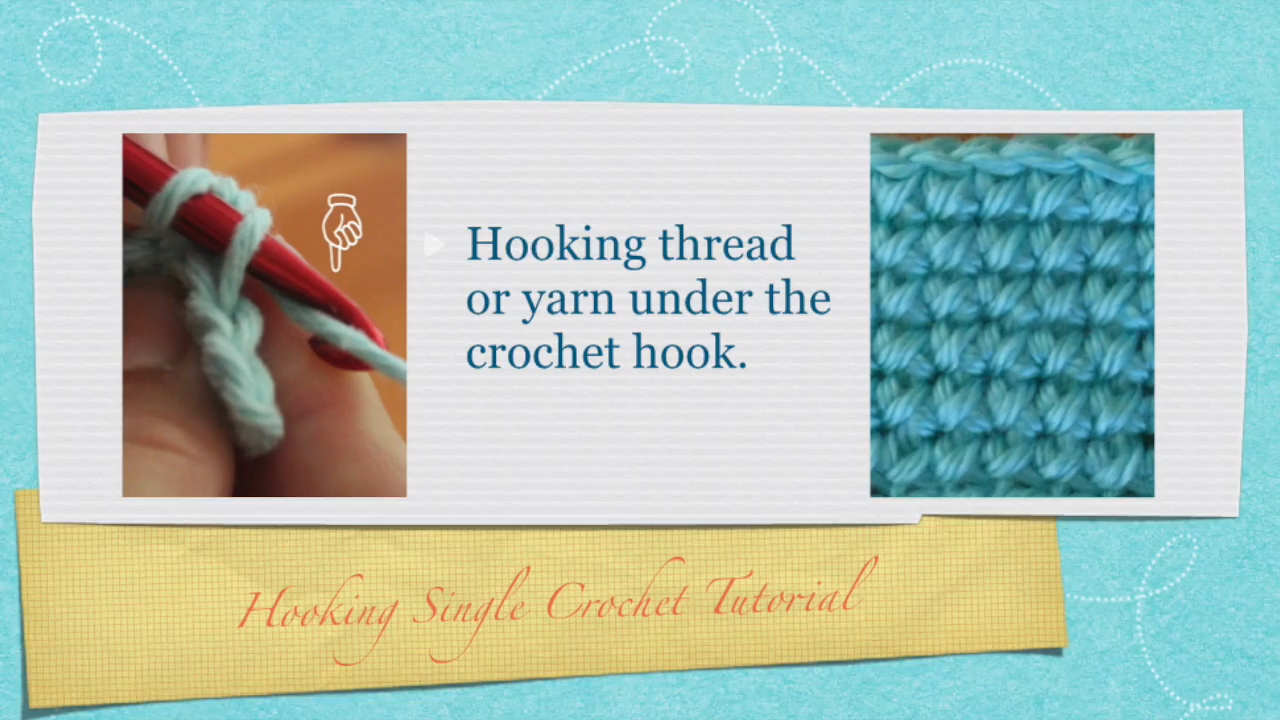 Hooking thread
or yarn under the
crochet hook.
Hooking Single Crochet Tutorial